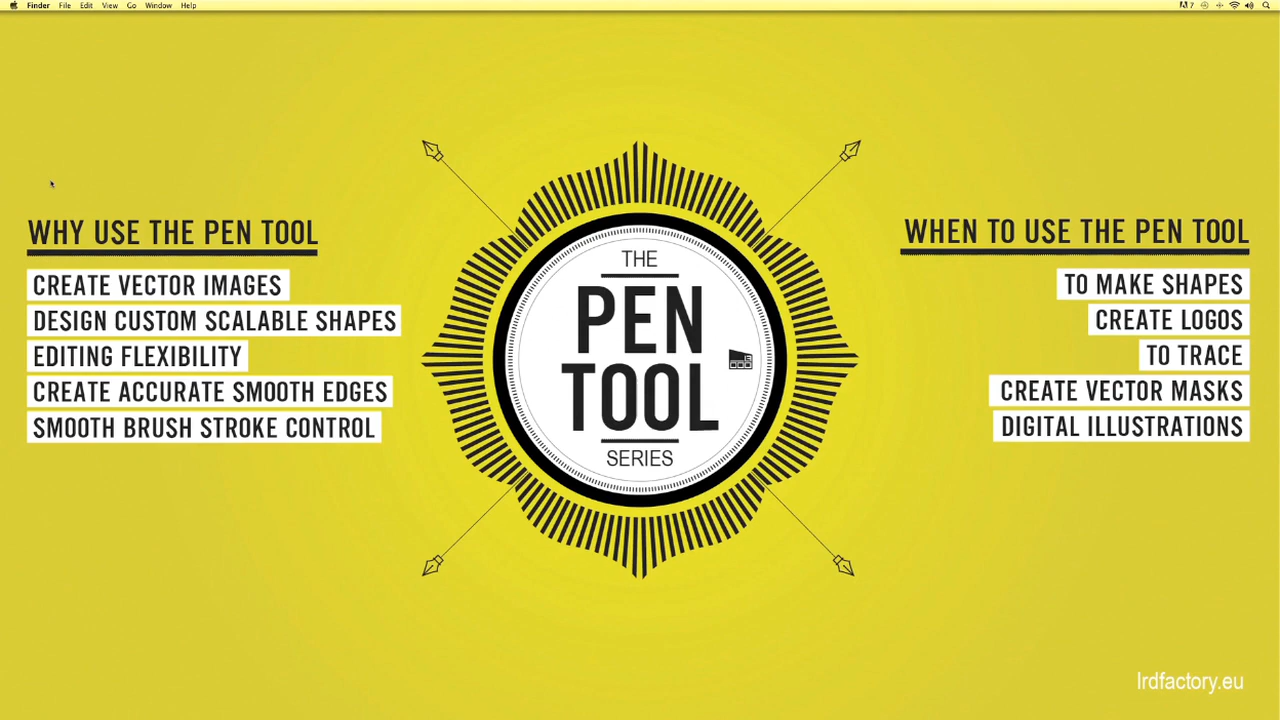 Finder File Edit View Go Window Help
7
WHY USE THE PEN TOOL
CREATE VECTOR IMAGES
DESIGN CUSTOM SCALABLE SHAPES
EDITING FLEXIBILITY
CREATE ACCURATE SMOOTH EDGES
SMOOTH BRUSH STROKE CONTROL
THE
PEN
TOOL
SERIES
WHEN TO USE THE PEN TOOL
TO MAKE SHAPES
CREATE LOGOS
TO TRACE
CREATE VECTOR MASKS
DIGITAL ILLUSTRATIONS
lrdfactory.eu